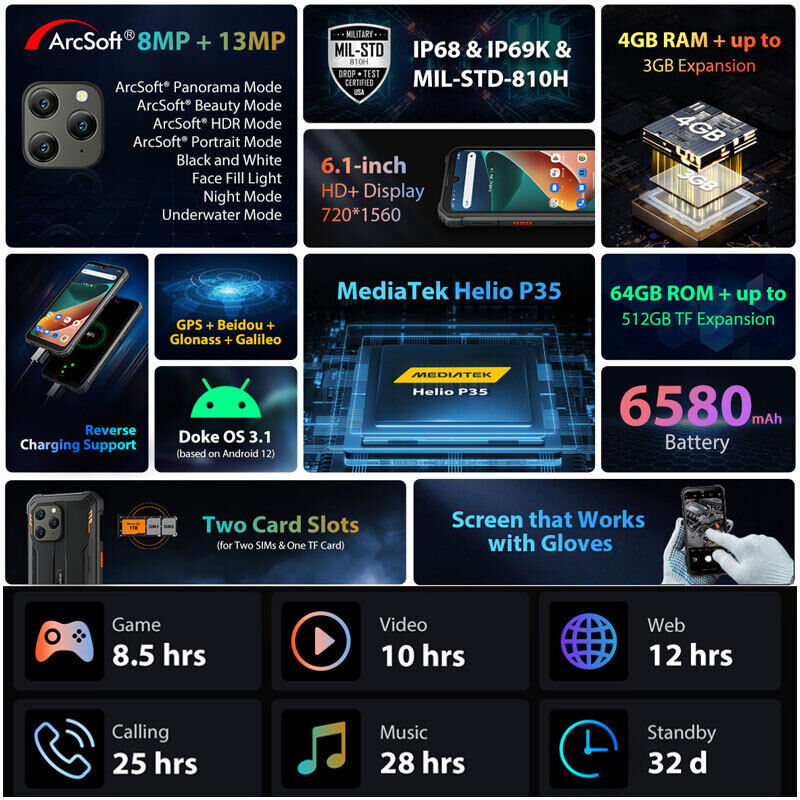 ArcSoft® 8MP + 13MP
ArcSoft® Panorama Mode
ArcSoft® Beauty Mode
ArcSoft® HDR Mode
ArcSoft® Portrait Mode
Black and White
Face Fill Light
Night Mode
Underwater Mode
MILITARY
MIL-STD
810H
DROP ★ TEST
CERTIFIED
USA
IP68 & IP69K &
MIL-STD-810H
6.1-inch
HD+ Display
720*1560
4GB RAM + up to
3GB Expansion
4GB
3GB
Reverse
Charging Support
GPS + Beidou +
Glonass + Galileo
Doke OS 3.1
(based on Android 12)
MediaTek Helio P35
MEDIATEK
Helio P35
64GB ROM + up to
512GB TF Expansion
6580mAh
Battery
1TB
SIM1
SIM2
Two Card Slots
(for Two SIMs & One TF Card)
Screen that Works
with Gloves
Game
8.5 hrs
Video
10 hrs
Web
12 hrs
Calling
25 hrs
Music
28 hrs
Standby
32 d